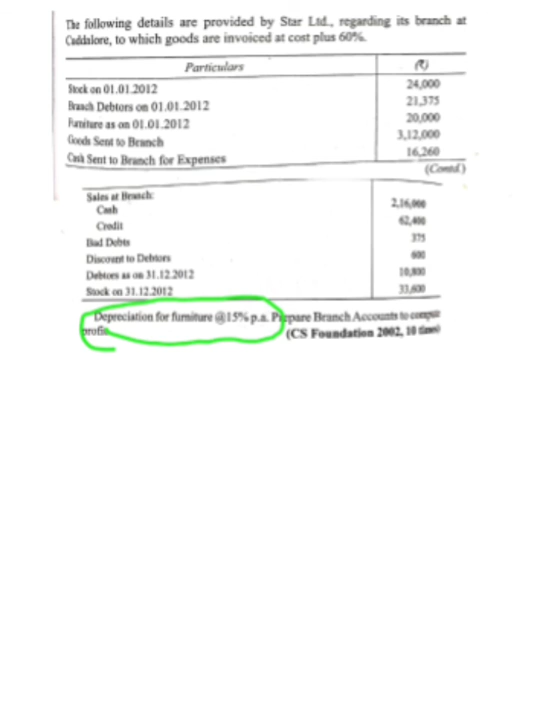 The following details are provided by Star Ltd., regarding its branch at
Cuddalore, to which goods are invoiced at cost plus 60%.
Particulars (₹)
Stock on 01.01.2012 24,000
Branch Debtors on 01.01.2012 21,375
Furniture as on 01.01.2012 20,000
Goods Sent to Branch 3,12,000
Cash Sent to Branch for Expenses 16,260
(Contd.)
Sales at Branch:
Cash 2,16,000
Credit 62,400
Bad Debts 375
Discount to Debtors 600
Debtors as on 31.12.2012 10,800
Stock on 31.12.2012 33,600
Depreciation for furniture @15% p.a. Prepare Branch Accounts to compute
profit.
(CS Foundation 2002, 10 times)